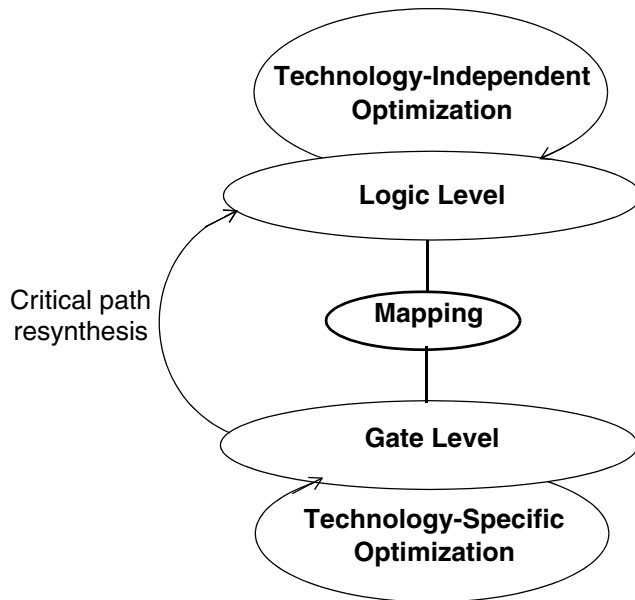 Technology-Independent
Optimization
Logic Level
Critical path
resynthesis
Mapping
Gate Level
Technology-Specific
Optimization